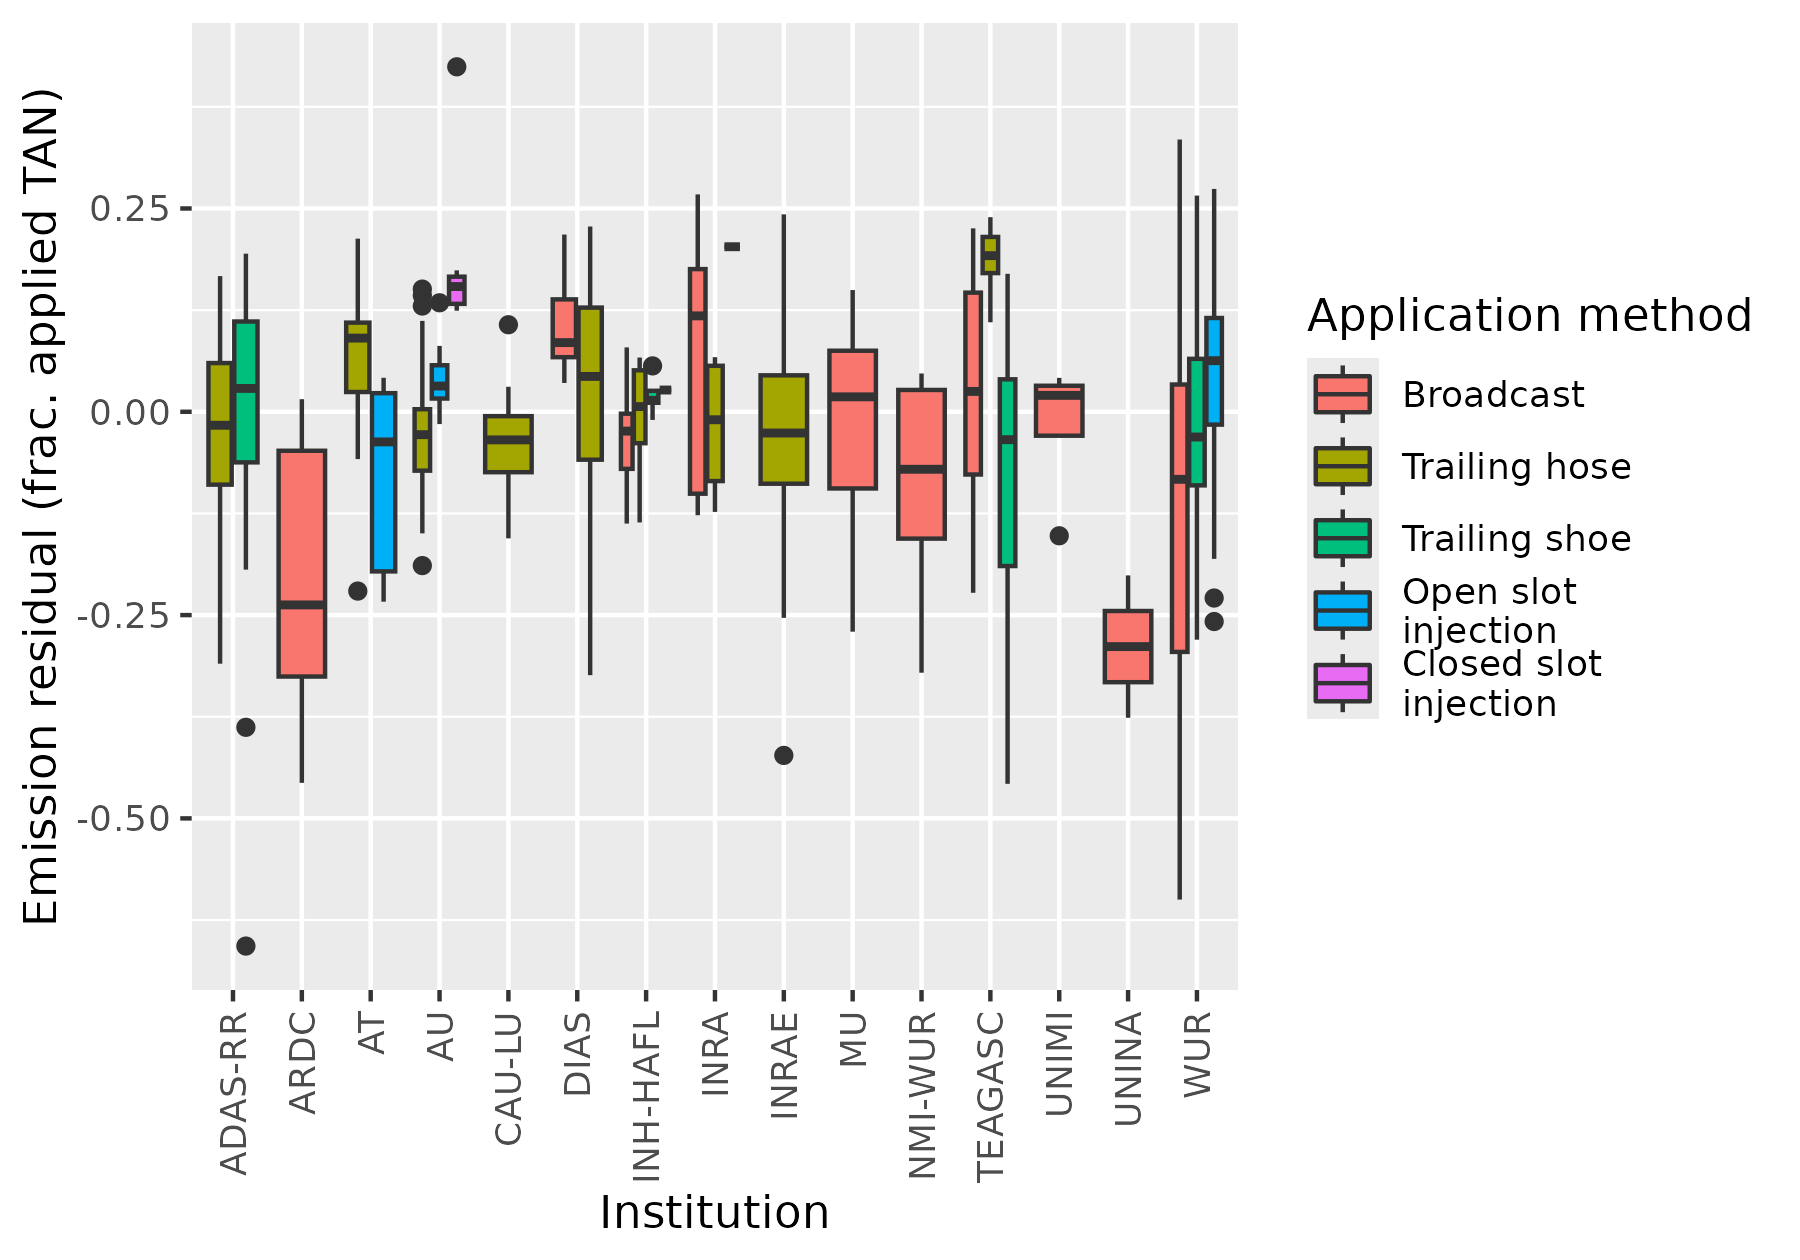 Emission residual (frac. applied TAN)
0.25
0.00
-0.25
-0.50
ADAS-RR
ARDC
AT
AU
CAU-LU
DIAS
INH-HAFL
INRA
INRAE
MU
NMI-WUR
TEAGASC
UNIMI
UNINA
WUR
Institution
Application method
Broadcast
Trailing hose
Trailing shoe
Open slot
injection
Closed slot
injection